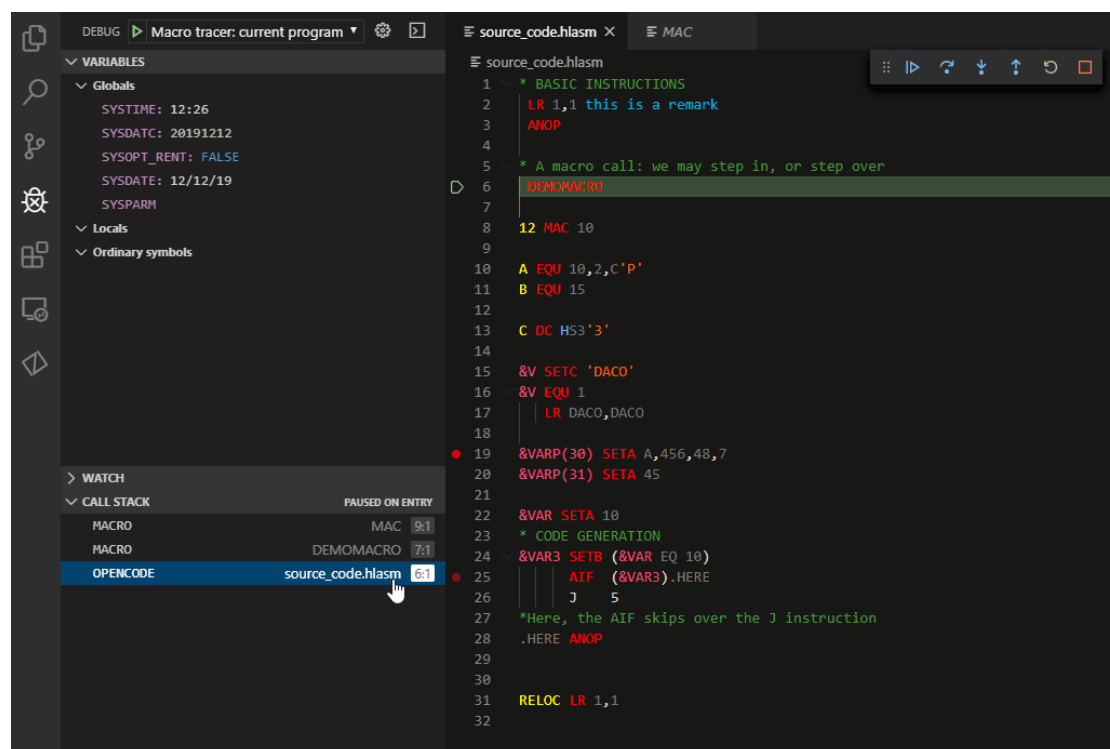 DEBUG Macro tracer: current program
VARIABLES
Globals
SYSTIME: 12:26
SYSDATC: 20191212
SYSOPT_RENT: FALSE
SYSDATE: 12/12/19
SYSPARM
Locals
Ordinary symbols
WATCH
CALL STACK PAUSED ON ENTRY
MACRO MAC 9:1
MACRO DEMOMACRO 7:1
OPENCODE source_code.hlasm 6:1
source_code.hlasm MAC
source_code.hlasm
1 * BASIC INSTRUCTIONS
2 LR 1,1 this is a remark
3 ANOP
4
5 * A macro call: we may step in, or step over
6 DEMOMACRO
7
8 12 MAC 10
9
10 A EQU 10,2,C'P'
11 B EQU 15
12
13 C DC HS3'3'
14
15 &V SETC 'DACO'
16 &V EQU 1
17 LR DACO,DACO
18
19 &VARP(30) SETA A,456,48,7
20 &VARP(31) SETA 45
21
22 &VAR SETA 10
23 * CODE GENERATION
24 &VAR3 SETB (&VAR EQ 10)
25 AIF (&VAR3).HERE
26 J 5
27 *Here, the AIF skips over the J instruction
28 .HERE ANOP
29
30
31 RELOC LR 1,1
32